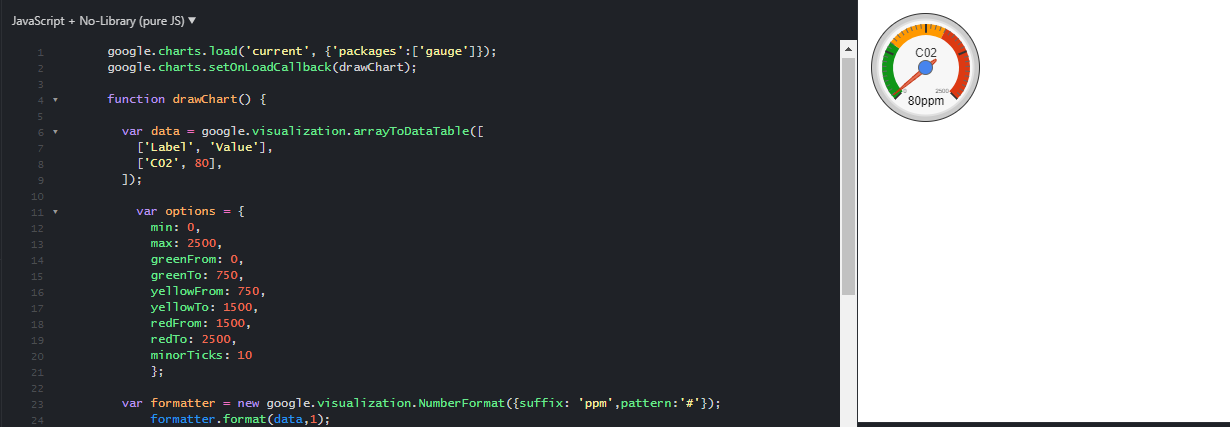 JavaScript + No-Library (pure JS) ▼
1 google.charts.load('current', {'packages':['gauge']});
2 google.charts.setOnLoadCallback(drawChart);
3
4 function drawChart() {
5
6 var data = google.visualization.arrayToDataTable([
7 ['Label', 'Value'],
8 ['CO2', 80],
9 ]);
10
11 var options = {
12 min: 0,
13 max: 2500,
14 greenFrom: 0,
15 greenTo: 750,
16 yellowFrom: 750,
17 yellowTo: 1500,
18 redFrom: 1500,
19 redTo: 2500,
20 minorTicks: 10
21 };
22
23 var formatter = new google.visualization.NumberFormat({suffix: 'ppm',pattern:'#'});
24 formatter.format(data,1);
CO2
0 2500
80ppm